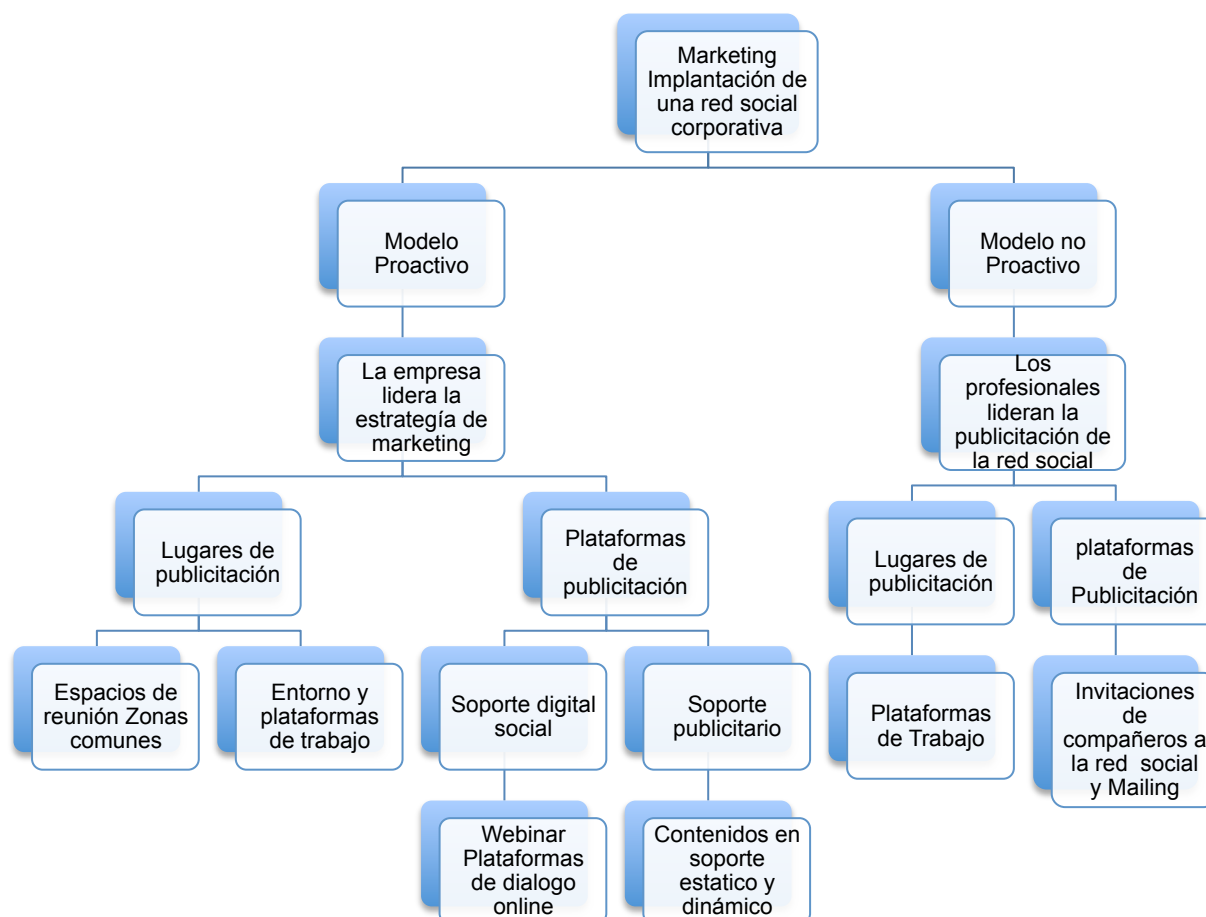 Marketing
Implantación de
una red social
corporativa
Modelo
Proactivo
Modelo no
Proactivo
La empresa
lidera la
estrategía de
marketing
Los
profesionales
lideran la
publicitación de
la red social
Lugares de
publicitación
Plataformas
de
publicitación
Lugares de
publicitación
plataformas
de
Publicitación
Espacios de
reunión Zonas
comunes
Entorno y
plataformas
de trabajo
Soporte digital
social
Soporte
publicitario
Plataformas
de Trabajo
Invitaciones
de
compañeros a
la red social
y Mailing
Webinar
Plataformas
de dialogo
online
Contenidos en
soporte
estatico y
dinámico